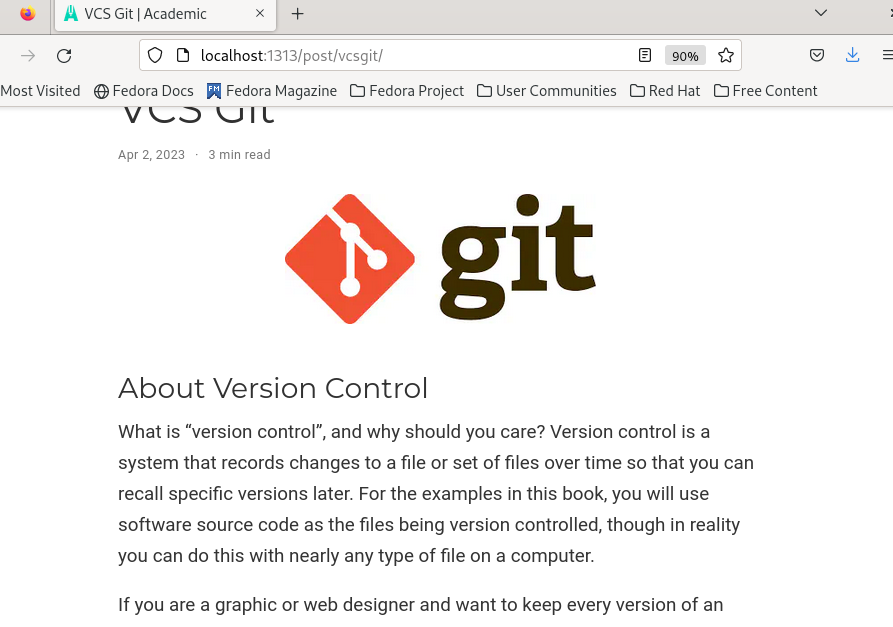 VCS Git | Academic
localhost:1313/post/vcsgit/
90%
Most Visited Fedora Docs Fedora Magazine Fedora Project User Communities Red Hat Free Content
VCS Git
Apr 2, 2023 · 3 min read
git
About Version Control
What is “version control”, and why should you care? Version control is a
system that records changes to a file or set of files over time so that you can
recall specific versions later. For the examples in this book, you will use
software source code as the files being version controlled, though in reality
you can do this with nearly any type of file on a computer.
If you are a graphic or web designer and want to keep every version of an